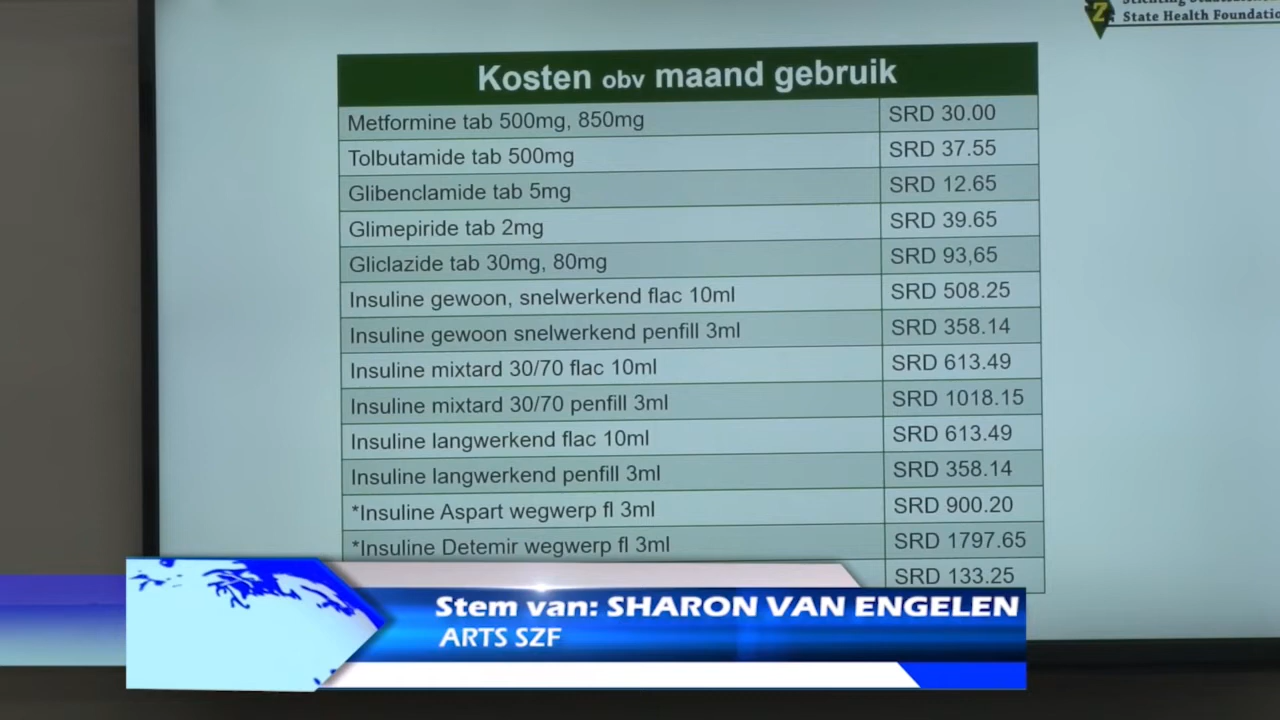 State Health Foundation
Kosten obv maand gebruik
Metformine tab 500mg, 850mg SRD 30.00
Tolbutamide tab 500mg SRD 37.55
Glibenclamide tab 5mg SRD 12.65
Glimepiride tab 2mg SRD 39.65
Gliclazide tab 30mg, 80mg SRD 93,65
Insuline gewoon, snelwerkend flac 10ml SRD 508.25
Insuline gewoon snelwerkend penfill 3ml SRD 358.14
Insuline mixtard 30/70 flac 10ml SRD 613.49
Insuline mixtard 30/70 penfill 3ml SRD 1018.15
Insuline langwerkend flac 10ml SRD 613.49
Insuline langwerkend penfill 3ml SRD 358.14
*Insuline Aspart wegwerp fl 3ml SRD 900.20
*Insuline Detemir wegwerp fl 3ml SRD 1797.65
SRD 133.25
Stem van: SHARON VAN ENGELEN
ARTS SZF